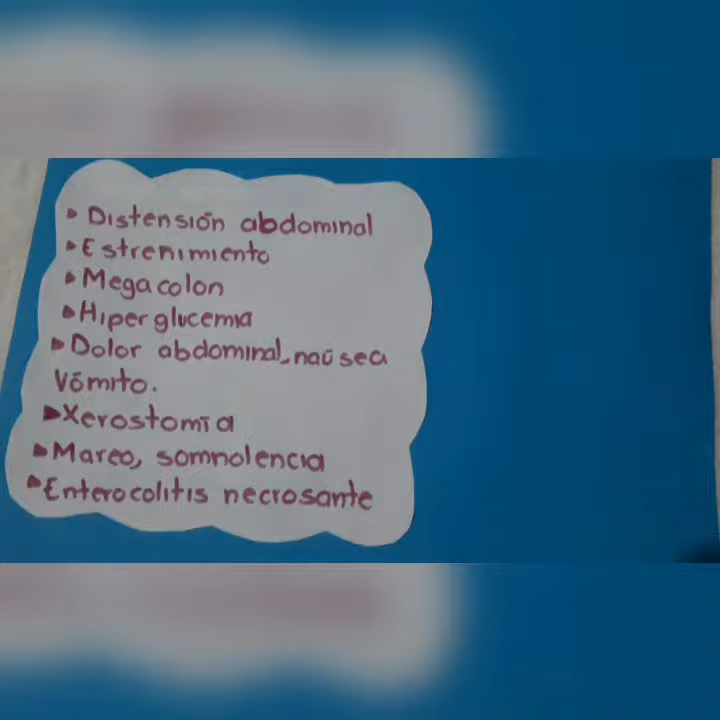 ▸ Distensión abdominal
▸ Estrenimiento
▸ Megacolon
▸ Hiperglucemia
▸ Dolor abdominal, naúsea
Vómito.
▸ Xerostomía
▸ Mareo, somnolencia
▸ Enterocolitis necrosante